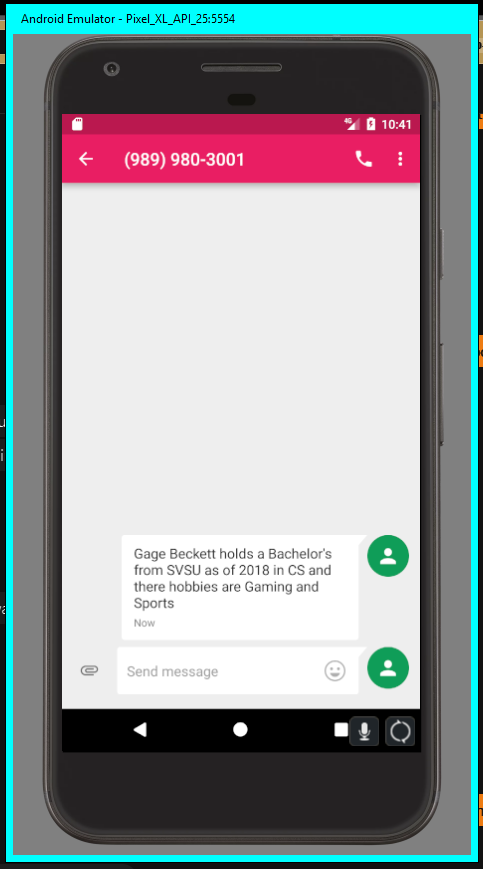 Android Emulator - Pixel_XL_API_25:5554
4G 10:41
(989) 980-3001
Gage Beckett holds a Bachelor's
from SVSU as of 2018 in CS and
there hobbies are Gaming and
Sports
Now
Send message